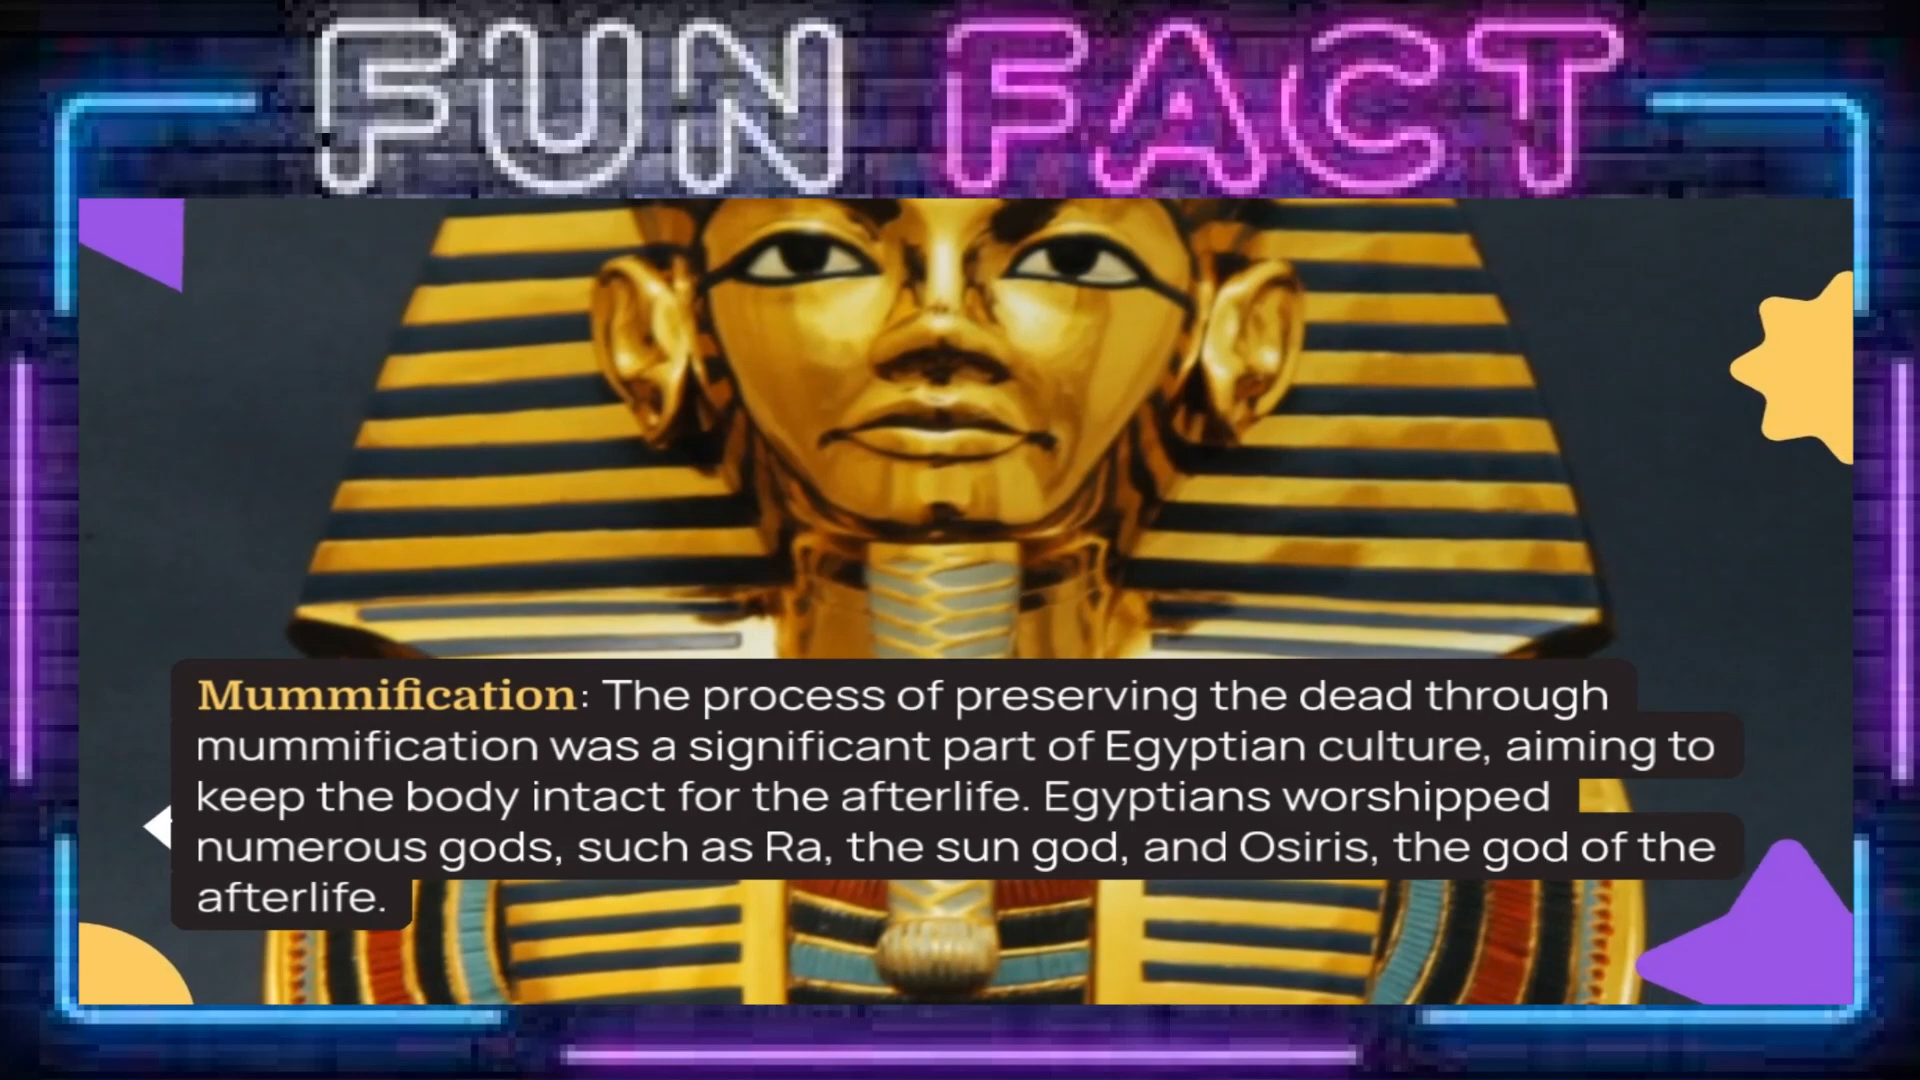 FUN FACT
Mummification: The process of preserving the dead through
mummification was a significant part of Egyptian culture, aiming to
keep the body intact for the afterlife. Egyptians worshipped
numerous gods, such as Ra, the sun god, and Osiris, the god of the
afterlife.